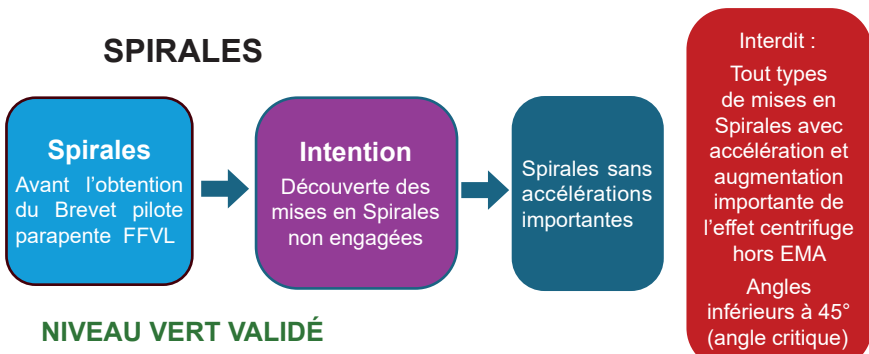 SPIRALES
Spirales
Avant l'obtention
du Brevet pilote
parapente FFVL
Intention
Découverte des
mises en Spirales
non engagées
Spirales sans
accélérations
importantes
Interdit :
Tout types
de mises en
Spirales avec
accélération et
augmentation
importante de
l'effet centrifuge
hors EMA
Angles
inférieurs à 45°
(angle critique)
NIVEAU VERT VALIDÉ